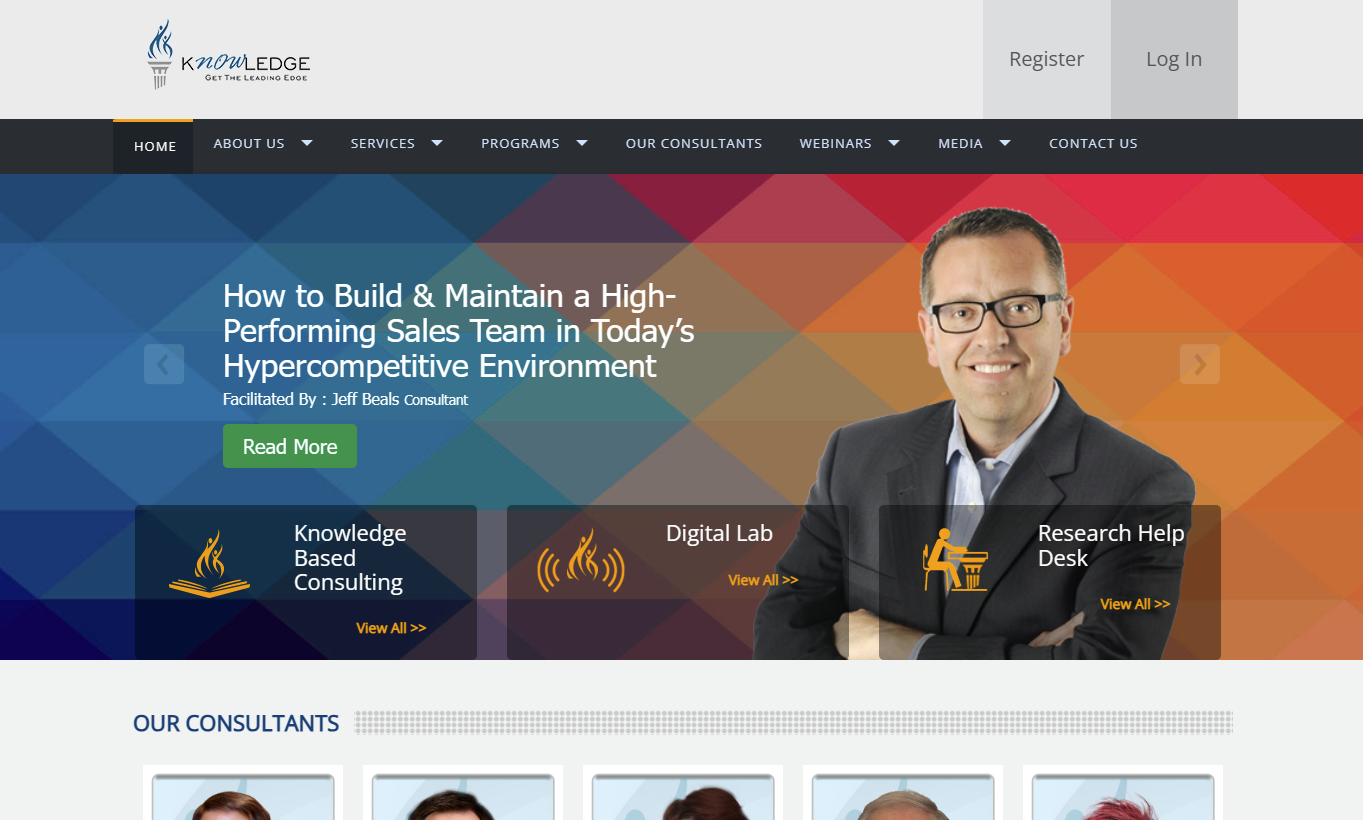 KnowLEDGE
GET THE LEADING EDGE
Register
Log In
HOME
ABOUT US
SERVICES
PROGRAMS
OUR CONSULTANTS
WEBINARS
MEDIA
CONTACT US
How to Build & Maintain a High-
Performing Sales Team in Today’s
Hypercompetitive Environment
Facilitated By : Jeff Beals Consultant
Read More
Knowledge
Based
Consulting
View All >>
Digital Lab
View All >>
Research Help
Desk
View All >>
OUR CONSULTANTS